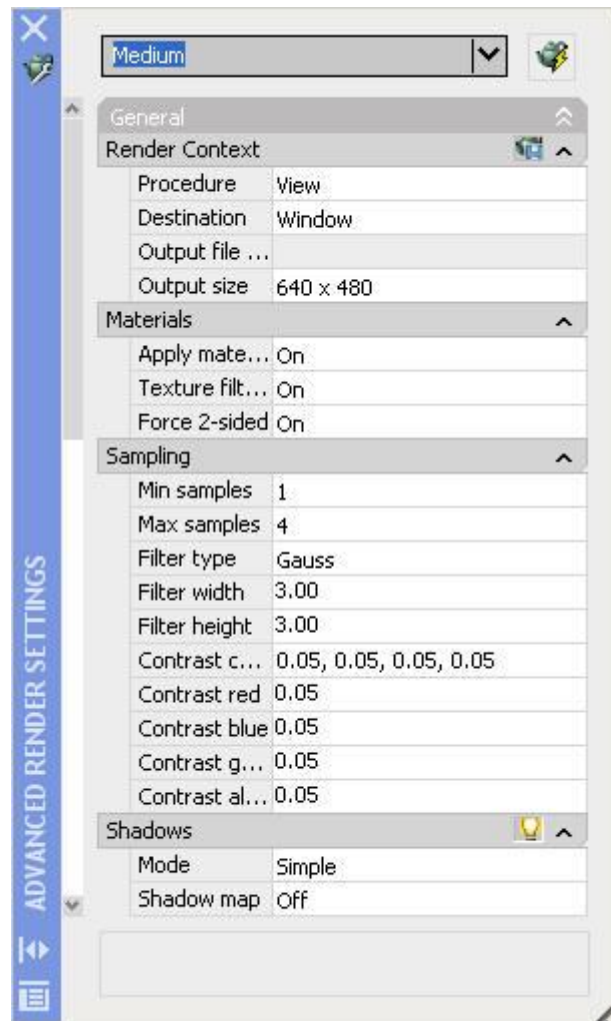 Medium
General
Render Context
Procedure View
Destination Window
Output file ...
Output size 640 x 480
Materials
Apply mate... On
Texture filt... On
Force 2-sided On
Sampling
Min samples 1
Max samples 4
Filter type Gauss
Filter width 3.00
Filter height 3.00
Contrast c... 0.05, 0.05, 0.05, 0.05
Contrast red 0.05
Contrast blue 0.05
Contrast g... 0.05
Contrast al... 0.05
Shadows
Mode Simple
Shadow map Off
ADVANCED RENDER SETTINGS